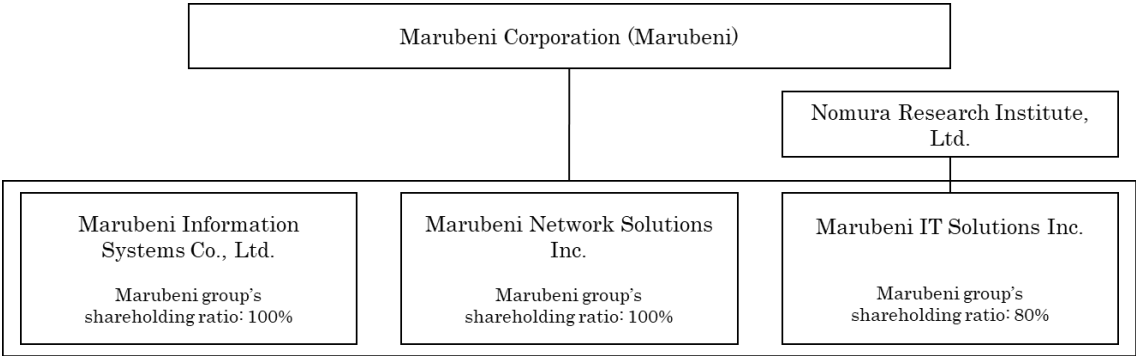 Marubeni Corporation (Marubeni)
Nomura Research Institute,
Ltd.
Marubeni Information
Systems Co., Ltd.
Marubeni group’s
shareholding ratio: 100%
Marubeni Network Solutions
Inc.
Marubeni group’s
shareholding ratio: 100%
Marubeni IT Solutions Inc.
Marubeni group’s
shareholding ratio: 80%